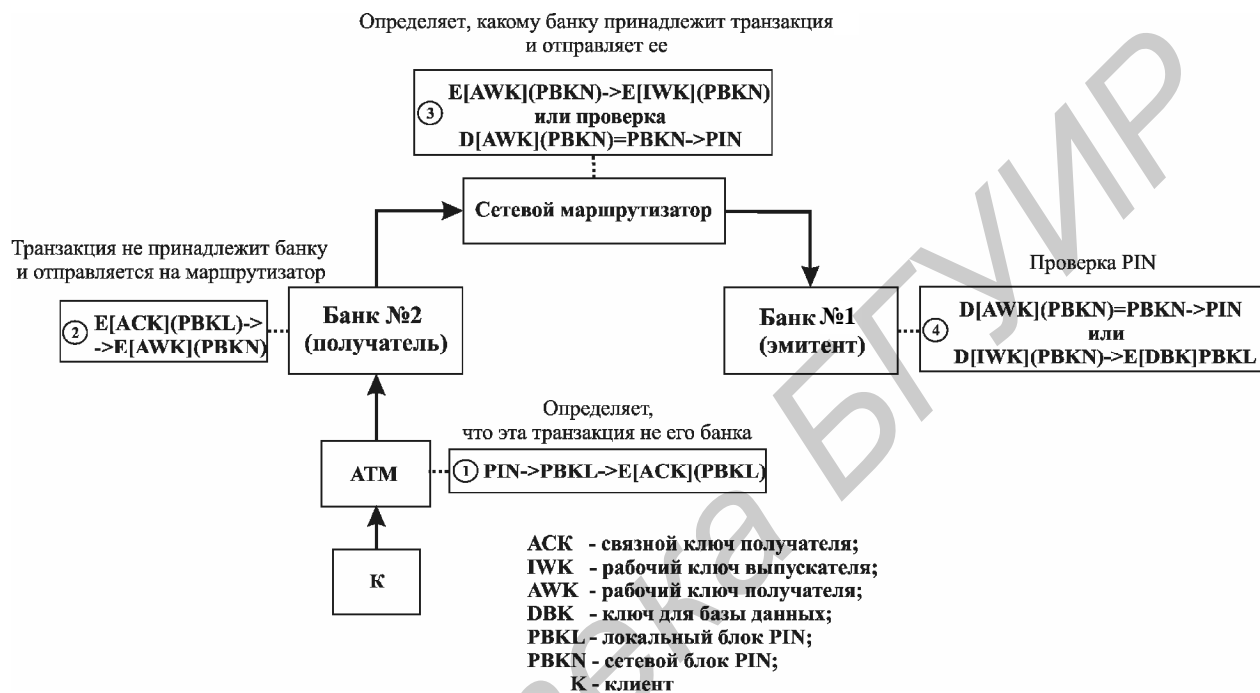 Определяет, какому банку принадлежит транзакция
и отправляет ее
3 E[AWK](PBKN)->E[IWK](PBKN)
или проверка
D[AWK](PBKN)=PBKN->PIN
Сетевой маршрутизатор
Транзакция не принадлежит банку
и отправляется на маршрутизатор
2 E[ACK](PBKL)->
->E[AWK](PBKN)
Банк №2
(получатель)
Банк №1
(эмитент)
Проверка PIN
4 D[AWK](PBKN)=PBKN->PIN
или
D[IWK](PBKN)->E[DBK]PBKL
Определяет,
что эта транзакция не его банка
АТМ
1 PIN->PBKL->E[ACK](PBKL)
К
АСК - связной ключ получателя;
IWK - рабочий ключ выпускателя;
AWK - рабочий ключ получателя;
DBK - ключ для базы данных;
PBKL - локальный блок PIN;
PBKN - сетевой блок PIN;
К - клиент
ека БГУИР